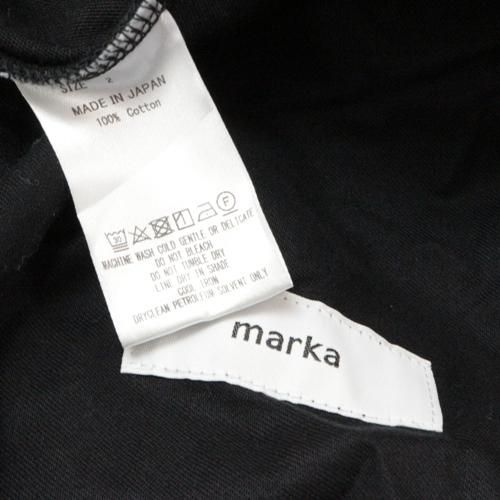 SIZE 2
MADE IN JAPAN
100% Cotton
30 F
MACHINE WASH COLD GENTLE OR DELICATE
DO NOT BLEACH
DO NOT TUMBLE DRY
LINE DRY IN SHADE
COOL IRON
DRYCLEAN PETROLEUM SOLVENT ONLY
marka